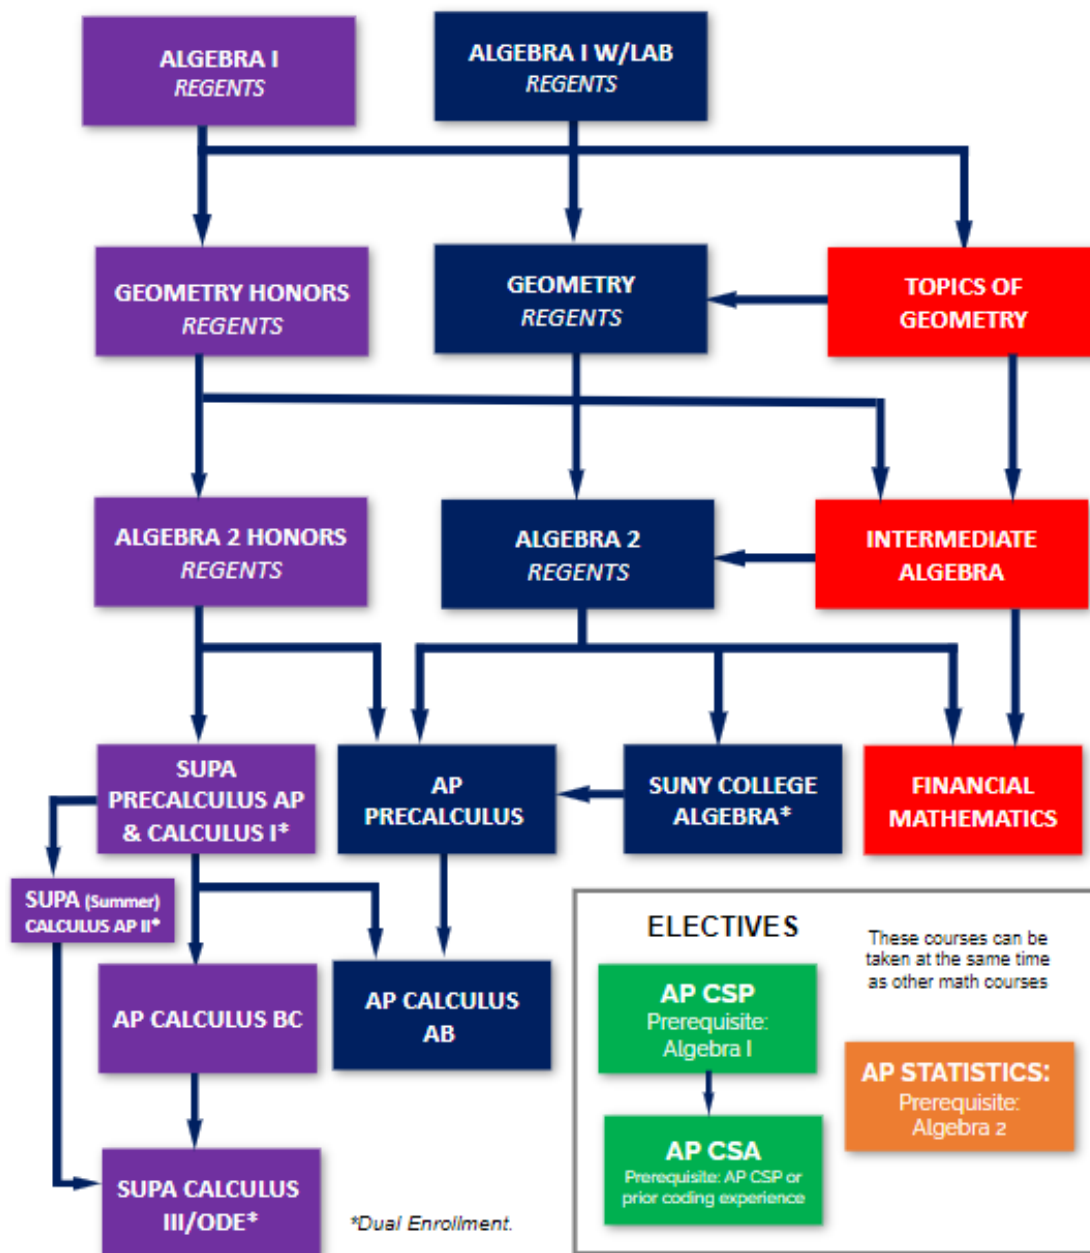 ALGEBRA I
REGENTS
ALGEBRA I W/LAB
REGENTS
GEOMETRY HONORS
REGENTS
GEOMETRY
REGENTS
TOPICS OF
GEOMETRY
ALGEBRA 2 HONORS
REGENTS
ALGEBRA 2
REGENTS
INTERMEDIATE
ALGEBRA
SUPA
PRECALCULUS AP
& CALCULUS I*
AP
PRECALCULUS
SUNY COLLEGE
ALGEBRA*
FINANCIAL
MATHEMATICS
SUPA (Summer)
CALCULUS AP II*
AP CALCULUS BC
AP CALCULUS
AB
SUPA CALCULUS
III/ODE*
*Dual Enrollment.
ELECTIVES
These courses can be
taken at the same time
as other math courses
AP CSP
Prerequisite:
Algebra I
AP CSA
Prerequisite: AP CSP or
prior coding experience
AP STATISTICS:
Prerequisite:
Algebra 2